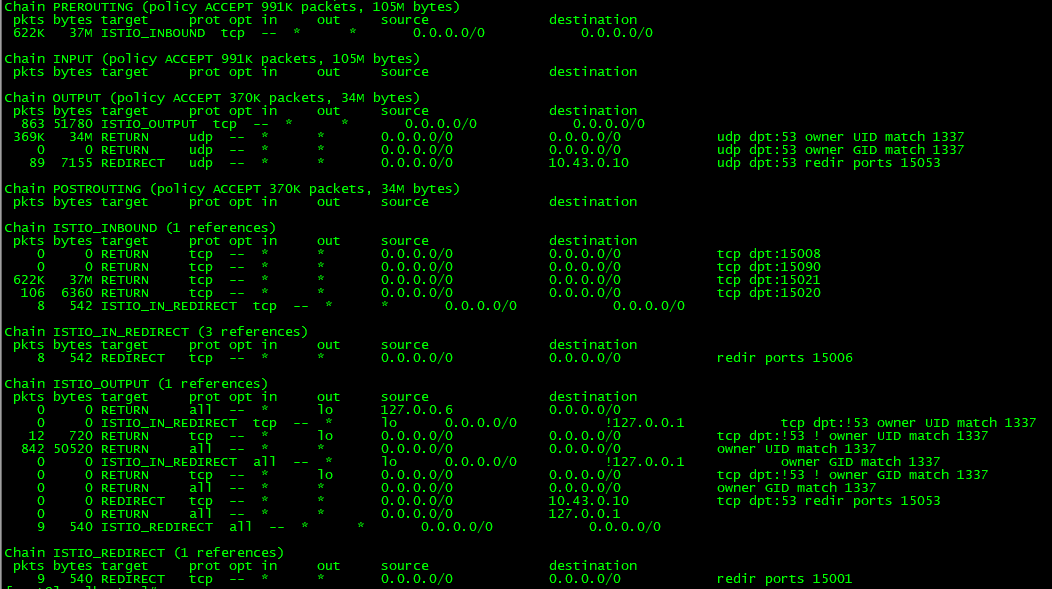 Chain PREROUTING (policy ACCEPT 991K packets, 105M bytes)
 pkts bytes target     prot opt in     out     source               destination
 622K   37M ISTIO_INBOUND  tcp  --  *      *       0.0.0.0/0            0.0.0.0/0
Chain INPUT (policy ACCEPT 991K packets, 105M bytes)
 pkts bytes target     prot opt in     out     source               destination
Chain OUTPUT (policy ACCEPT 370K packets, 34M bytes)
 pkts bytes target     prot opt in     out     source               destination
  863 51780 ISTIO_OUTPUT  tcp  --  *      *       0.0.0.0/0            0.0.0.0/0
 369K   34M RETURN     udp  --  *      *       0.0.0.0/0            0.0.0.0/0            udp dpt:53 owner UID match 1337
    0     0 RETURN     udp  --  *      *       0.0.0.0/0            0.0.0.0/0            udp dpt:53 owner GID match 1337
   89  7155 REDIRECT   udp  --  *      *       0.0.0.0/0            10.43.0.10           udp dpt:53 redir ports 15053
Chain POSTROUTING (policy ACCEPT 370K packets, 34M bytes)
 pkts bytes target     prot opt in     out     source               destination
Chain ISTIO_INBOUND (1 references)
 pkts bytes target     prot opt in     out     source               destination
    0     0 RETURN     tcp  --  *      *       0.0.0.0/0            0.0.0.0/0            tcp dpt:15008
    0     0 RETURN     tcp  --  *      *       0.0.0.0/0            0.0.0.0/0            tcp dpt:15090
 622K   37M RETURN     tcp  --  *      *       0.0.0.0/0            0.0.0.0/0            tcp dpt:15021
  106  6360 RETURN     tcp  --  *      *       0.0.0.0/0            0.0.0.0/0            tcp dpt:15020
    8   542 ISTIO_IN_REDIRECT  tcp  --  *      *       0.0.0.0/0            0.0.0.0/0
Chain ISTIO_IN_REDIRECT (3 references)
 pkts bytes target     prot opt in     out     source               destination
    8   542 REDIRECT   tcp  --  *      *       0.0.0.0/0            0.0.0.0/0            redir ports 15006
Chain ISTIO_OUTPUT (1 references)
 pkts bytes target     prot opt in     out     source               destination
    0     0 RETURN     all  --  *      lo      127.0.0.6            0.0.0.0/0
    0     0 ISTIO_IN_REDIRECT  tcp  --  *      lo      0.0.0.0/0           !127.0.0.1            tcp dpt:!53 owner UID match 1337
   12   720 RETURN     tcp  --  *      lo      0.0.0.0/0            0.0.0.0/0            tcp dpt:!53 ! owner UID match 1337
  842 50520 RETURN     all  --  *      *       0.0.0.0/0            0.0.0.0/0            owner UID match 1337
    0     0 ISTIO_IN_REDIRECT  all  --  *      lo      0.0.0.0/0           !127.0.0.1            owner GID match 1337
    0     0 RETURN     tcp  --  *      lo      0.0.0.0/0            0.0.0.0/0            tcp dpt:!53 ! owner GID match 1337
    0     0 RETURN     all  --  *      *       0.0.0.0/0            0.0.0.0/0            owner GID match 1337
    0     0 REDIRECT   tcp  --  *      *       0.0.0.0/0            10.43.0.10           tcp dpt:53 redir ports 15053
    0     0 RETURN     all  --  *      *       0.0.0.0/0            127.0.0.1
    9   540 ISTIO_REDIRECT  all  --  *      *       0.0.0.0/0            0.0.0.0/0
Chain ISTIO_REDIRECT (1 references)
 pkts bytes target     prot opt in     out     source               destination
    9   540 REDIRECT   tcp  --  *      *       0.0.0.0/0            0.0.0.0/0            redir ports 15001